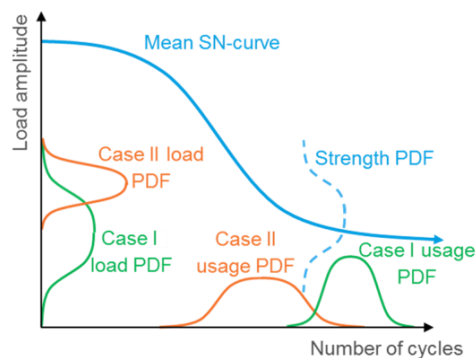 Load amplitude
Mean SN-curve
Case II load
PDF
Strength PDF
Case I
load PDF
Case II
usage PDF
Case I usage
PDF
Number of cycles